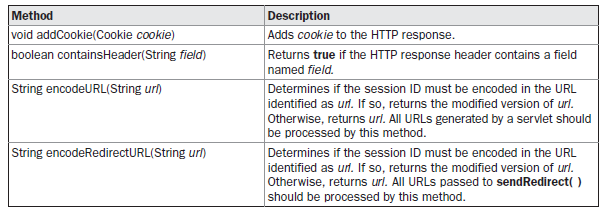 Method Description
void addCookie(Cookie cookie) Adds cookie to the HTTP response.
boolean containsHeader(String field) Returns true if the HTTP response header contains a field
named field.
String encodeURL(String url) Determines if the session ID must be encoded in the URL
identified as url. If so, returns the modified version of url.
Otherwise, returns url. All URLs generated by a servlet should
be processed by this method.
String encodeRedirectURL(String url) Determines if the session ID must be encoded in the URL
identified as url. If so, returns the modified version of url.
Otherwise, returns url. All URLs passed to sendRedirect( )
should be processed by this method.